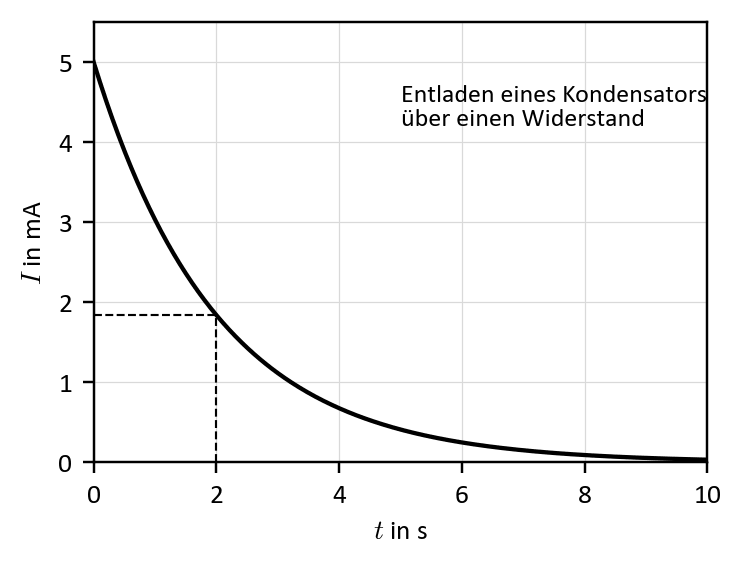 5
Entladen eines Kondensators
über einen Widerstand
4
3
I in mA
2
1
0
0 2 4 6 8 10
t in s